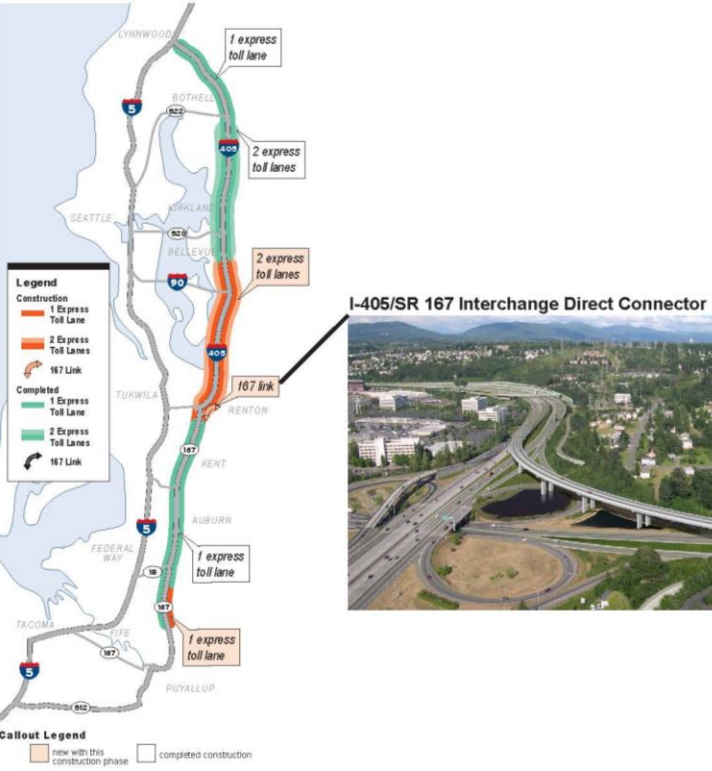 LYNNWOOD
1 express
toll lane
5
BOTHELL
522
405
2 express
toll lanes
KIRKLAND
SEATTLE
520
BELLEVUE
2 express
toll lanes
90
Legend
Construction
1 Express
Toll Lane
2 Express
Toll Lanes
167 Link
Completed
1 Express
Toll Lane
2 Express
Toll Lanes
167 Link
I-405/SR 167 Interchange Direct Connector
405
167 link
TUKWILA
RENTON
167
KENT
5
AUBURN
FEDERAL
WAY
1 express
toll lane
18
167
TACOMA
FIFE
1 express
toll lane
167
5
PUYALLUP
512
Callout Legend
new with this
construction phase
completed construction